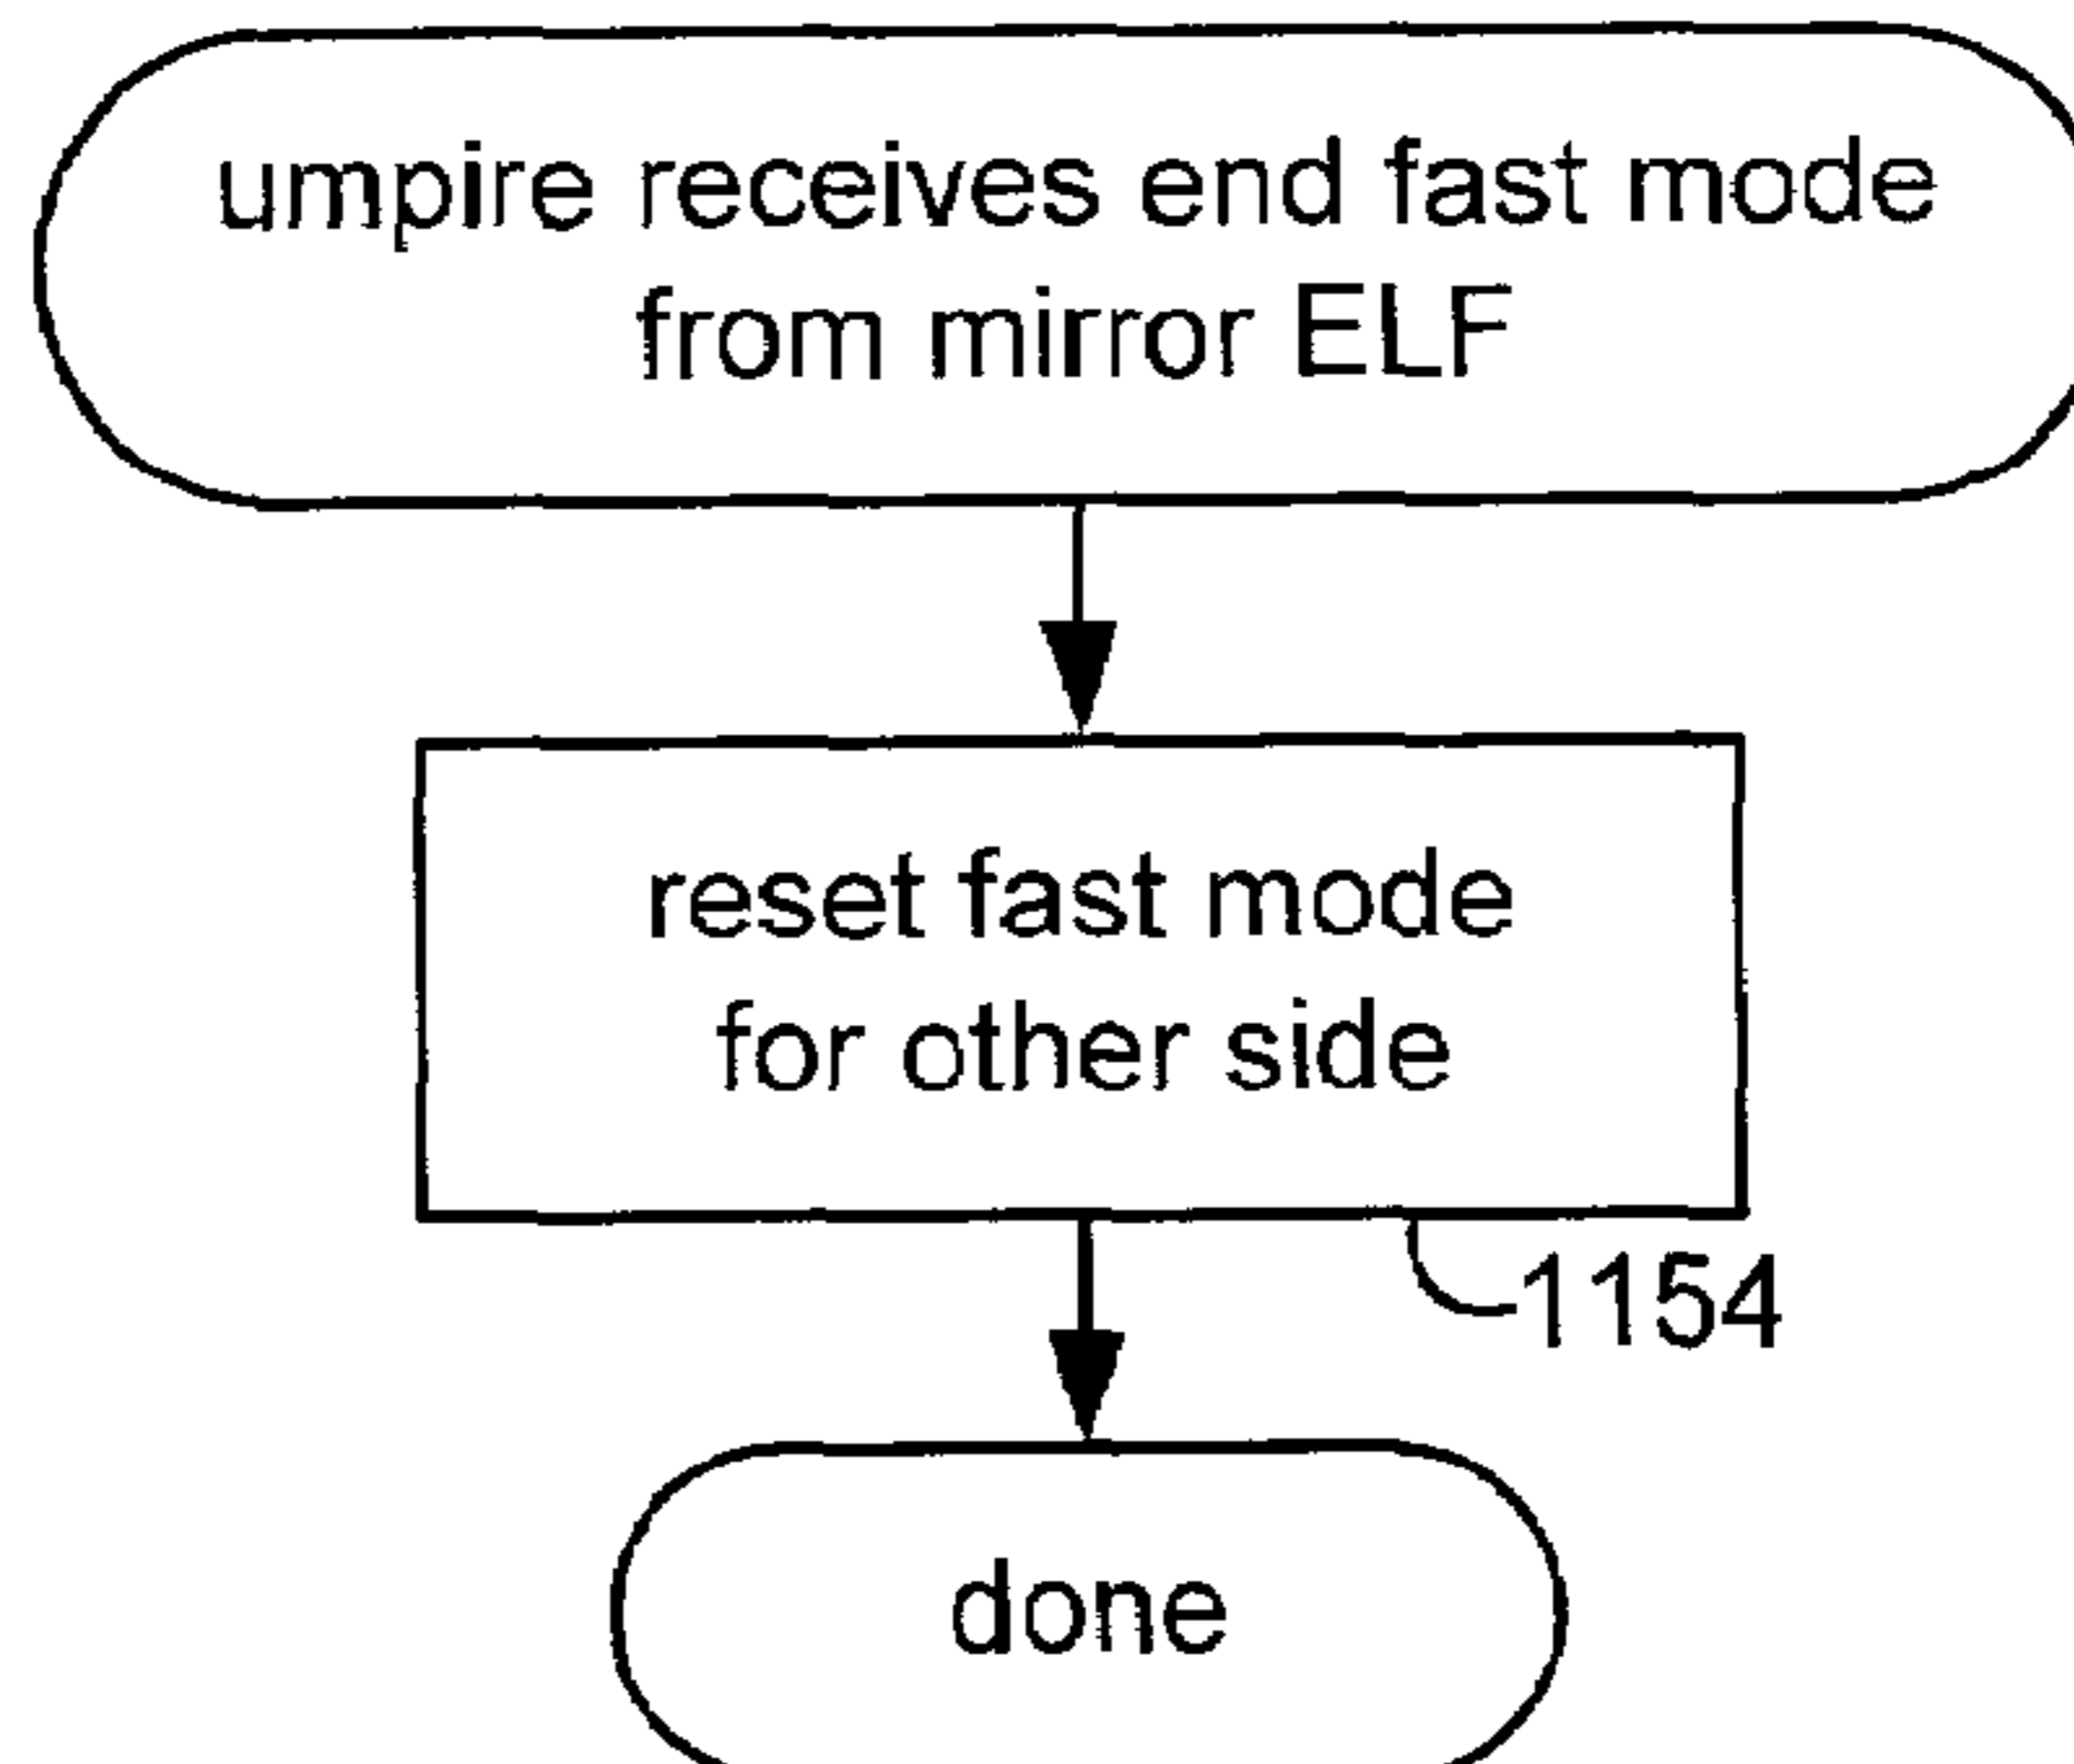 umpire receives end fast mode
from mirror ELF
reset fast mode
for other side
1154
done